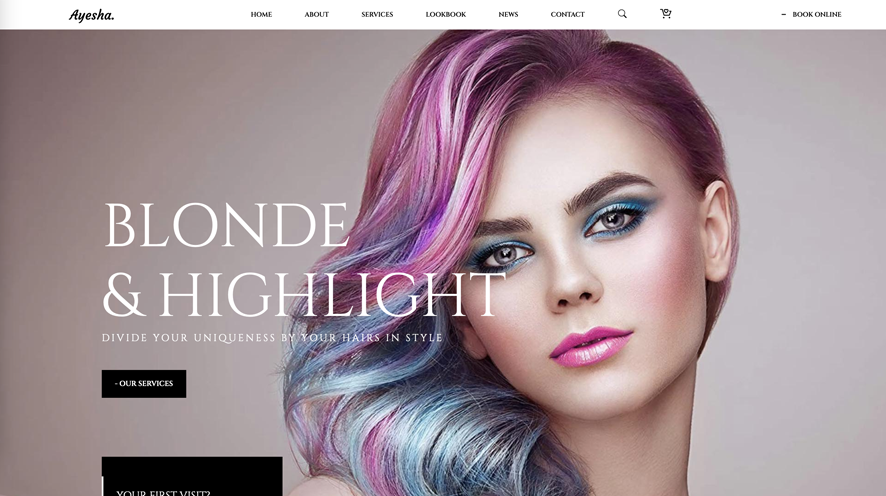 Ayesha.
HOME
ABOUT
SERVICES
LOOKBOOK
NEWS
CONTACT
– BOOK ONLINE
BLONDE
& HIGHLIGHT
DIVIDE YOUR UNIQUENESS BY YOUR HAIRS IN STYLE
- OUR SERVICES
YOUR FIRST VISIT?